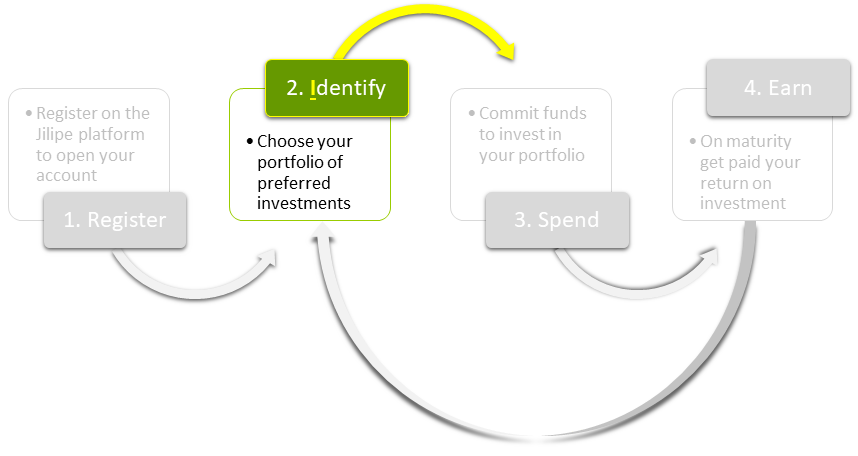 • Register on the
Jilipe platform
to open your
account
1. Register
2. Identify
• Choose your
portfolio of
preferred
investments
• Commit funds
to invest in
your portfolio
3. Spend
4. Earn
• On maturity
get paid your
return on
investment